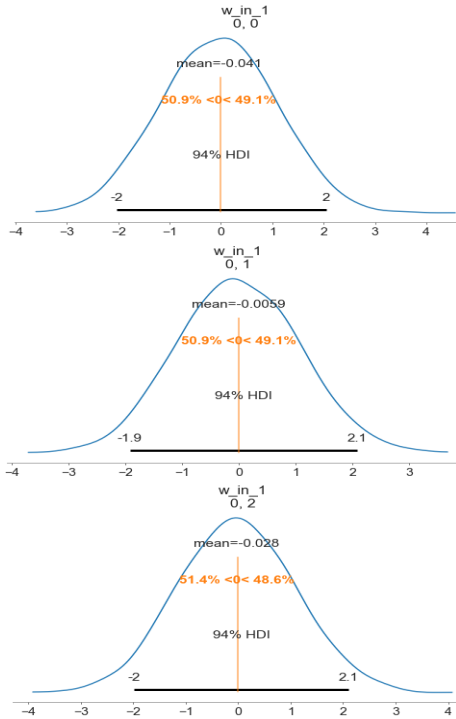 w_in_1
0, 0
mean=-0.041
50.9% <0< 49.1%
94% HDI
-2 2
−4 −3 −2 −1 0 1 2 3 4
w_in_1
0, 1
mean=-0.0059
50.9% <0< 49.1%
94% HDI
-1.9 2.1
−4 −3 −2 −1 0 1 2 3
w_in_1
0, 2
mean=-0.028
51.4% <0< 48.6%
94% HDI
-2 2.1
−4 −3 −2 −1 0 1 2 3 4